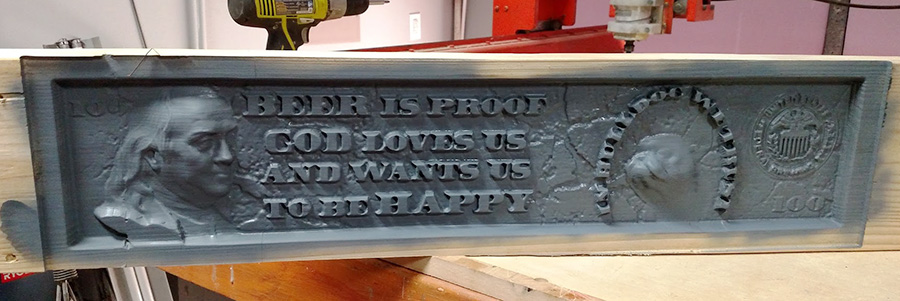 100
BEER IS PROOF
GOD LOVES US
AND WANTS US
TO BE HAPPY
100